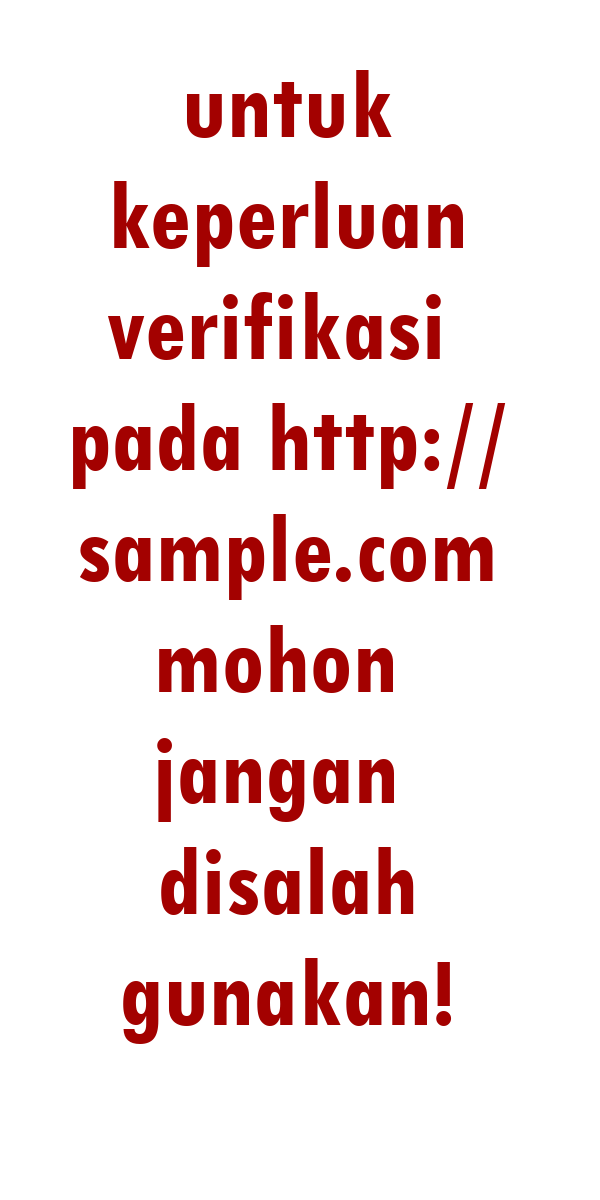 untuk
keperluan
verifikasi
pada http://
sample.com
mohon
jangan
disalah
gunakan!